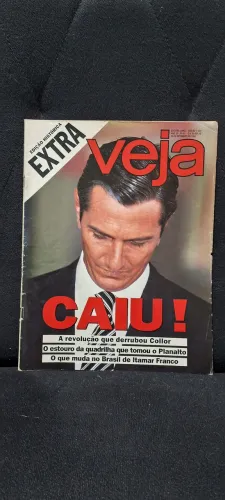 EDIÇÃO HISTÓRICA
EXTRA
veja
CAIU!
A revolução que derrubou Collor
O estouro da quadrilha que tomou o Planalto
O que muda no Brasil de Itamar Franco